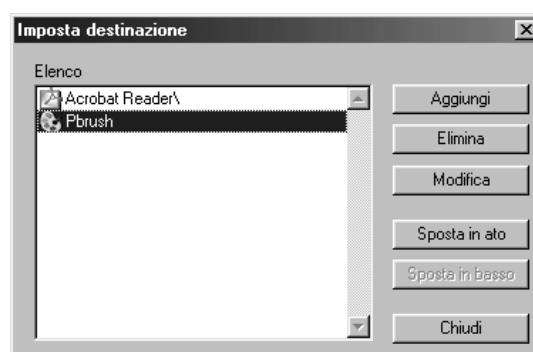 Imposta destinazione
Elenco
Acrobat Reader\
Pbrush
Aggiungi
Elimina
Modifica
Sposta in ato
Sposta in basso
Chiudi